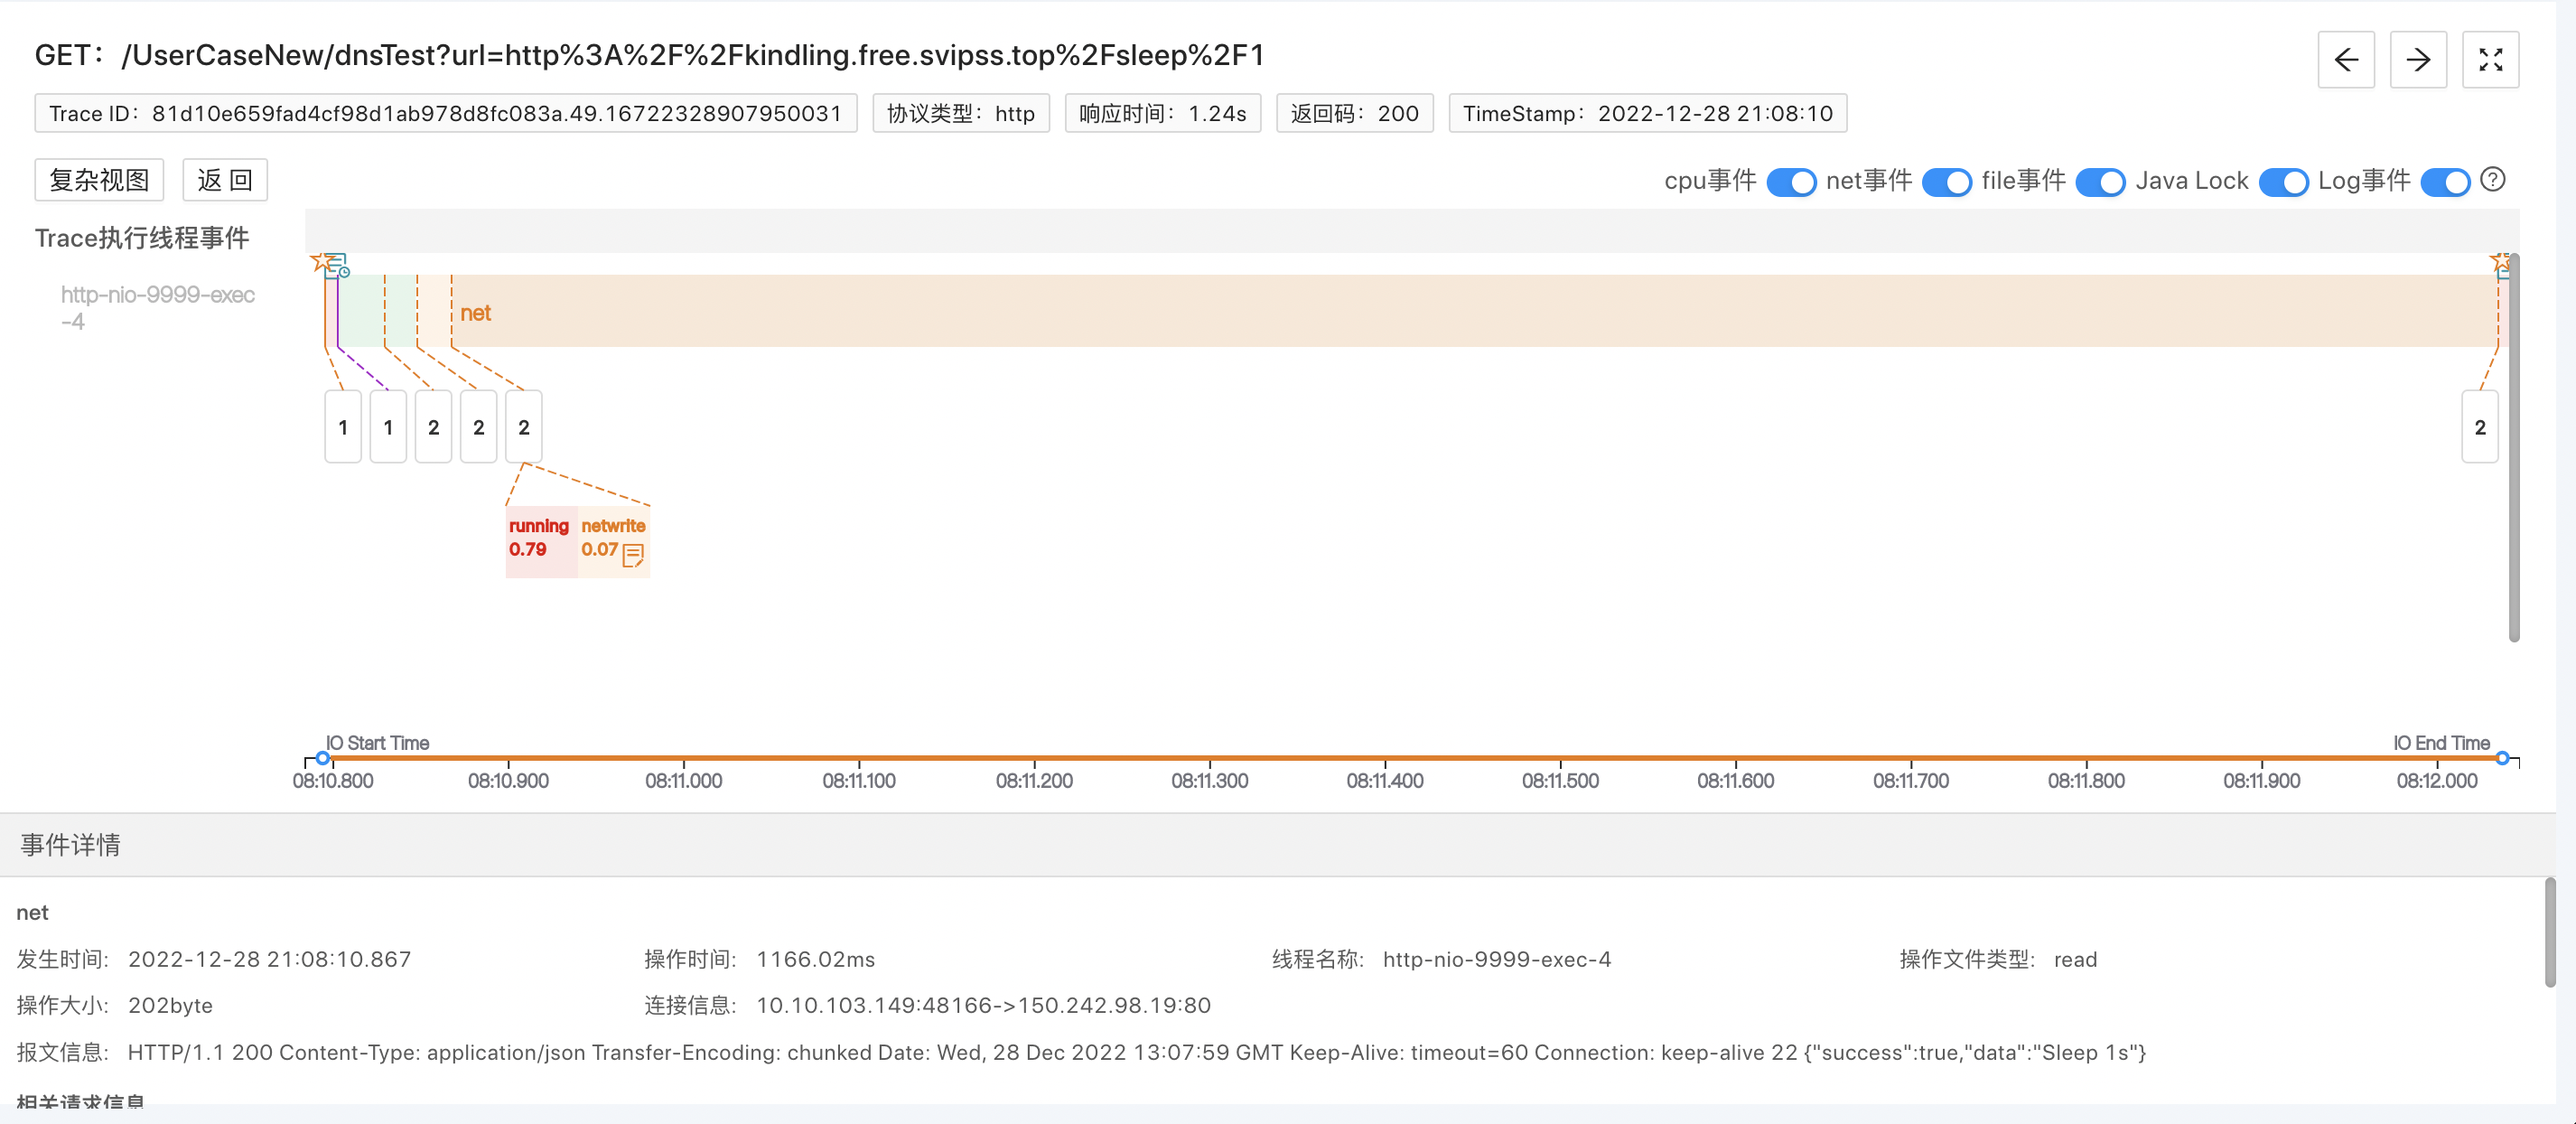 GET：/UserCaseNew/dnsTest?url=http%3A%2F%2Fkindling.free.svipss.top%2Fsleep%2F1
Trace ID：81d10e659fad4cf98d1ab978d8fc083a.49.16722328907950031 协议类型：http 响应时间：1.24s 返回码：200 TimeStamp：2022-12-28 21:08:10
复杂视图 返 回 cpu事件 net事件 file事件 Java Lock Log事件 ?
Trace执行线程事件
http-nio-9999-exec
-4
net
1 1 2 2 2 2
running netwrite
0.79 0.07
IO Start Time IO End Time
08:10.800 08:10.900 08:11.000 08:11.100 08:11.200 08:11.300 08:11.400 08:11.500 08:11.600 08:11.700 08:11.800 08:11.900 08:12.000
事件详情
net
发生时间: 2022-12-28 21:08:10.867 操作时间: 1166.02ms 线程名称: http-nio-9999-exec-4 操作文件类型: read
操作大小: 202byte 连接信息: 10.10.103.149:48166->150.242.98.19:80
报文信息: HTTP/1.1 200 Content-Type: application/json Transfer-Encoding: chunked Date: Wed, 28 Dec 2022 13:07:59 GMT Keep-Alive: timeout=60 Connection: keep-alive 22 {"success":true,"data":"Sleep 1s"}
相关请求信息